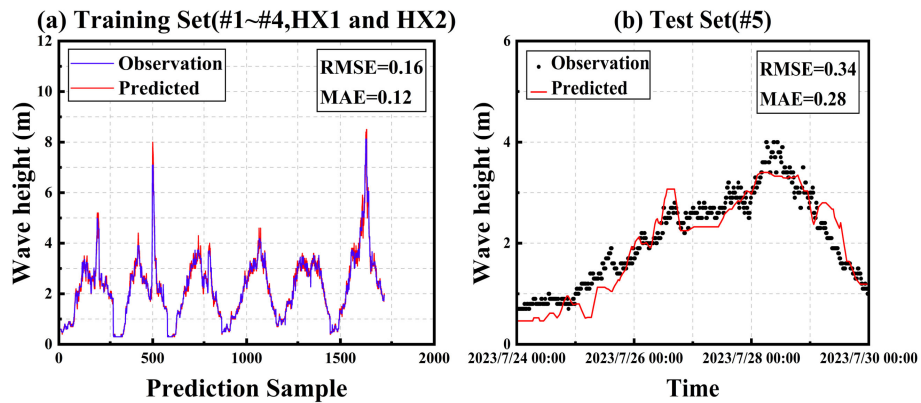 (a) Training Set(#1~#4,HX1 and HX2)
12
10
8
6
4
2
0
Wave height (m)
Observation
Predicted
RMSE=0.16
MAE=0.12
0 500 1000 1500 2000
Prediction Sample
(b) Test Set(#5)
6
4
2
0
Wave height (m)
Observation
Predicted
RMSE=0.34
MAE=0.28
2023/7/24 00:00 2023/7/26 00:00 2023/7/28 00:00 2023/7/30 00:00
Time